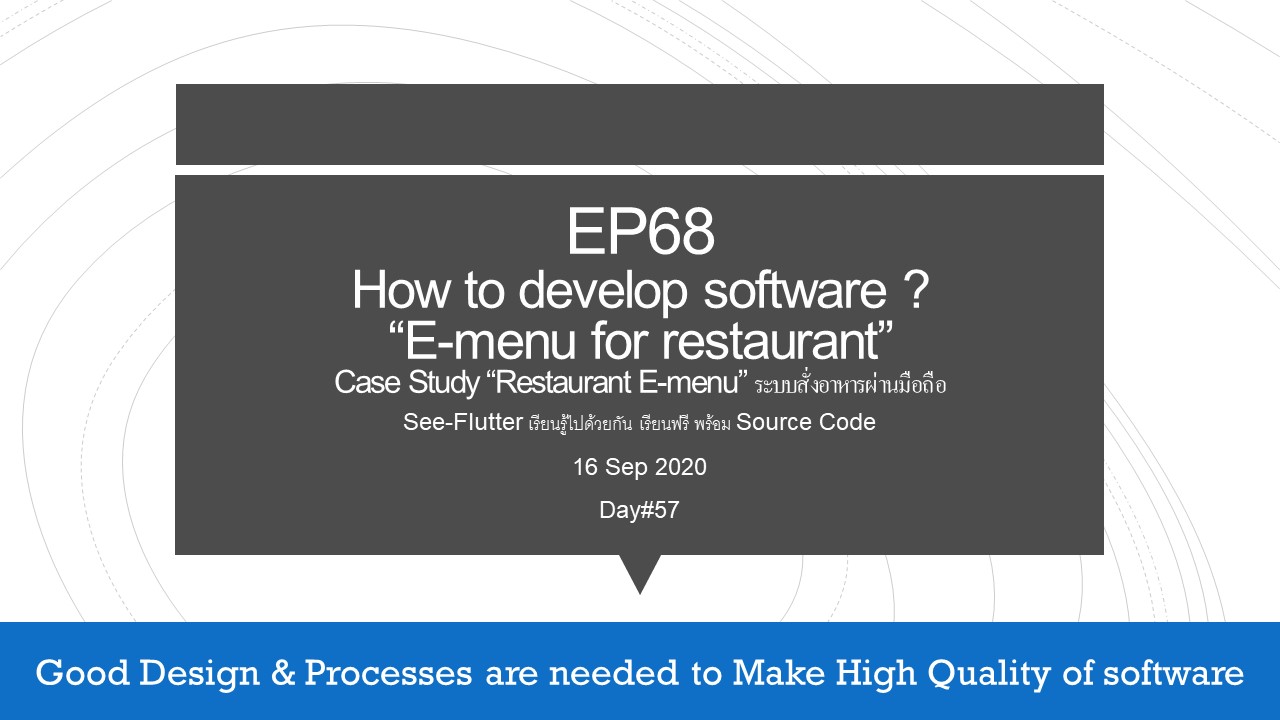 EP68
How to develop software ?
“E-menu for restaurant”
Case Study “Restaurant E-menu” ระบบสั่งอาหารผ่านมือถือ
See-Flutter เรียนรู้ไปด้วยกัน เรียนฟรี พร้อม Source Code
16 Sep 2020
Day#57
Good Design & Processes are needed to Make High Quality of software